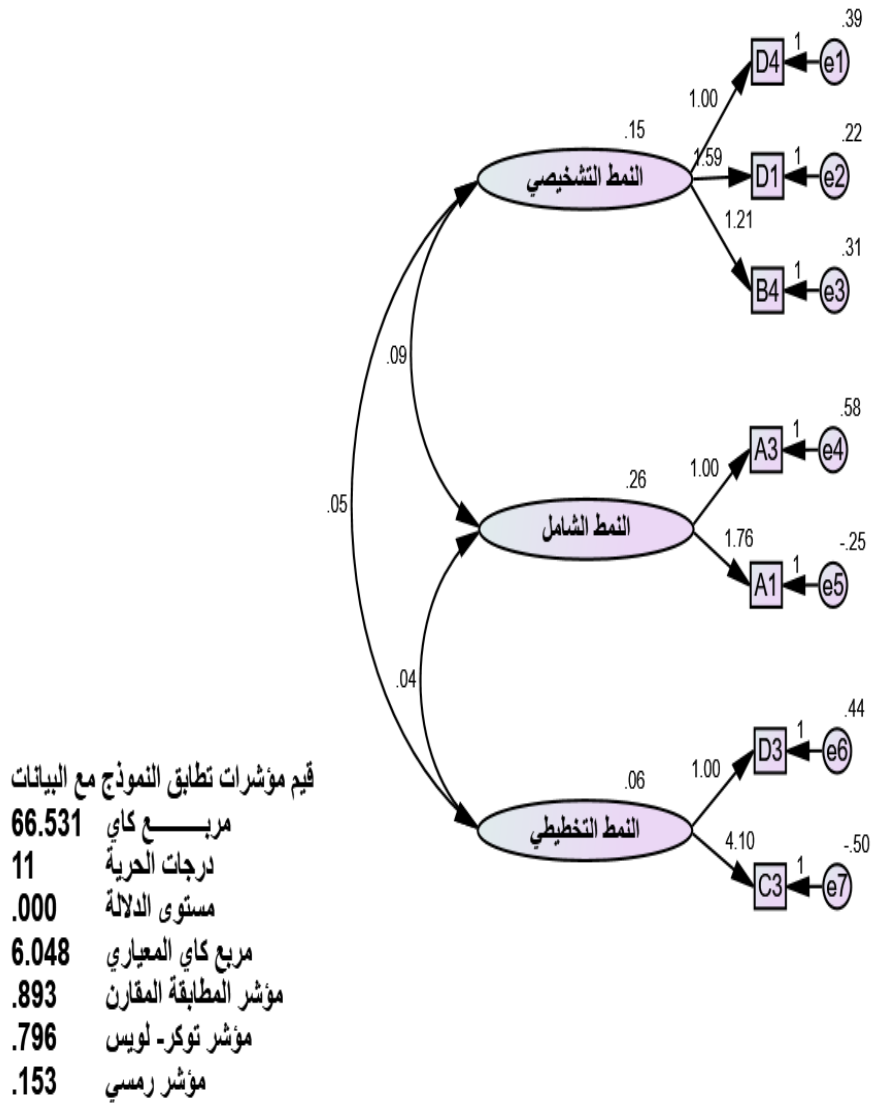 .39
D4 1 e1
1.00
.15
.22
النمط التشخيصي
1.59
D1 1 e2
1.21
.31
B4 1 e3
.09
.58
A3 1 e4
1.00
.26
.05
النمط الشامل
1.76
-.25
A1 1 e5
.04
.44
D3 1 e6
1.00
.06
النمط التخطيطي
4.10
-.50
C3 1 e7
قيم مؤشرات تطابق النموذج مع البيانات
مربـــــــع كاي 66.531
درجات الحرية 11
مستوى الدلالة .000
مربع كاي المعياري 6.048
مؤشر المطابقة المقارن .893
مؤشر توكر- لويس .796
مؤشر رمسي .153